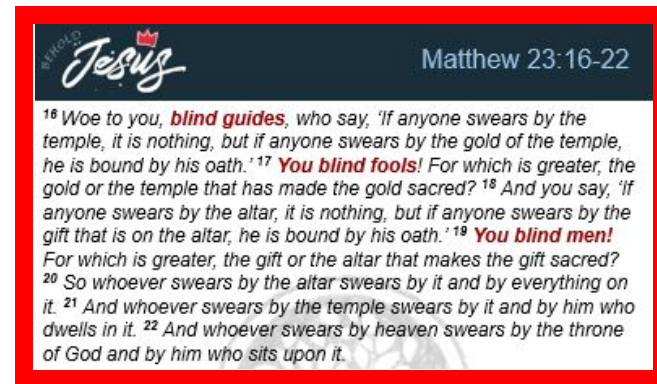 BEHOLD
Jesus
Matthew 23:16-22
16 Woe to you, blind guides, who say, ‘If anyone swears by the
temple, it is nothing, but if anyone swears by the gold of the temple,
he is bound by his oath.’ 17 You blind fools! For which is greater, the
gold or the temple that has made the gold sacred? 18 And you say, ‘If
anyone swears by the altar, it is nothing, but if anyone swears by the
gift that is on the altar, he is bound by his oath.’ 19 You blind men!
For which is greater, the gift or the altar that makes the gift sacred?
20 So whoever swears by the altar swears by it and by everything on
it. 21 And whoever swears by the temple swears by it and by him who
dwells in it. 22 And whoever swears by heaven swears by the throne
of God and by him who sits upon it.